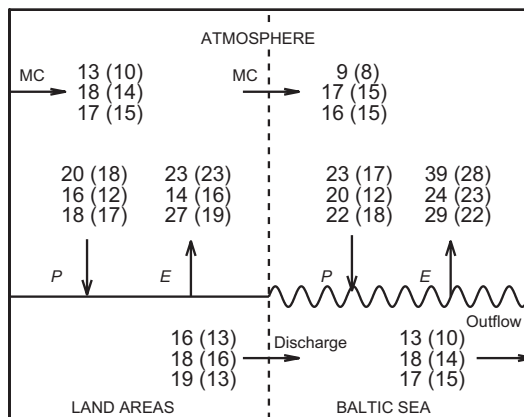 ATMOSPHERE
MC
13 (10)
18 (14)
17 (15)
MC
9 (8)
17 (15)
16 (15)
20 (18)
16 (12)
18 (17)
23 (23)
14 (16)
27 (19)
23 (17)
20 (12)
22 (18)
39 (28)
24 (23)
29 (22)
P
E
P
E
16 (13)
18 (16)
19 (13)
Discharge
13 (10)
18 (14)
17 (15)
Outflow
LAND AREAS
BALTIC SEA